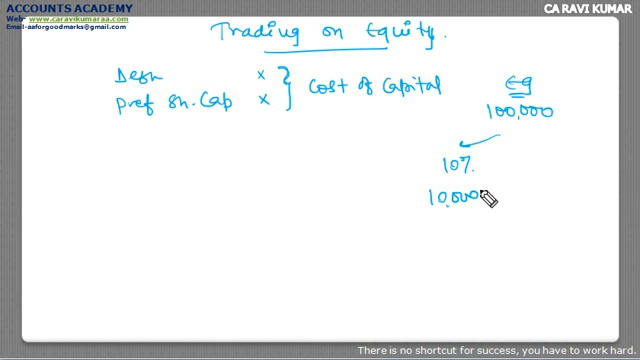 ACCOUNTS ACADEMY
Web- www.caravikumaraa.com
Email-aaforgoodmarks@gmail.com
CA RAVI KUMAR
Trading on Equity.
x
Pref Sh. Cap x
Cost of Capital
Eg
100,000
10%.
10,000
There is no shortcut for success, you have to work hard.